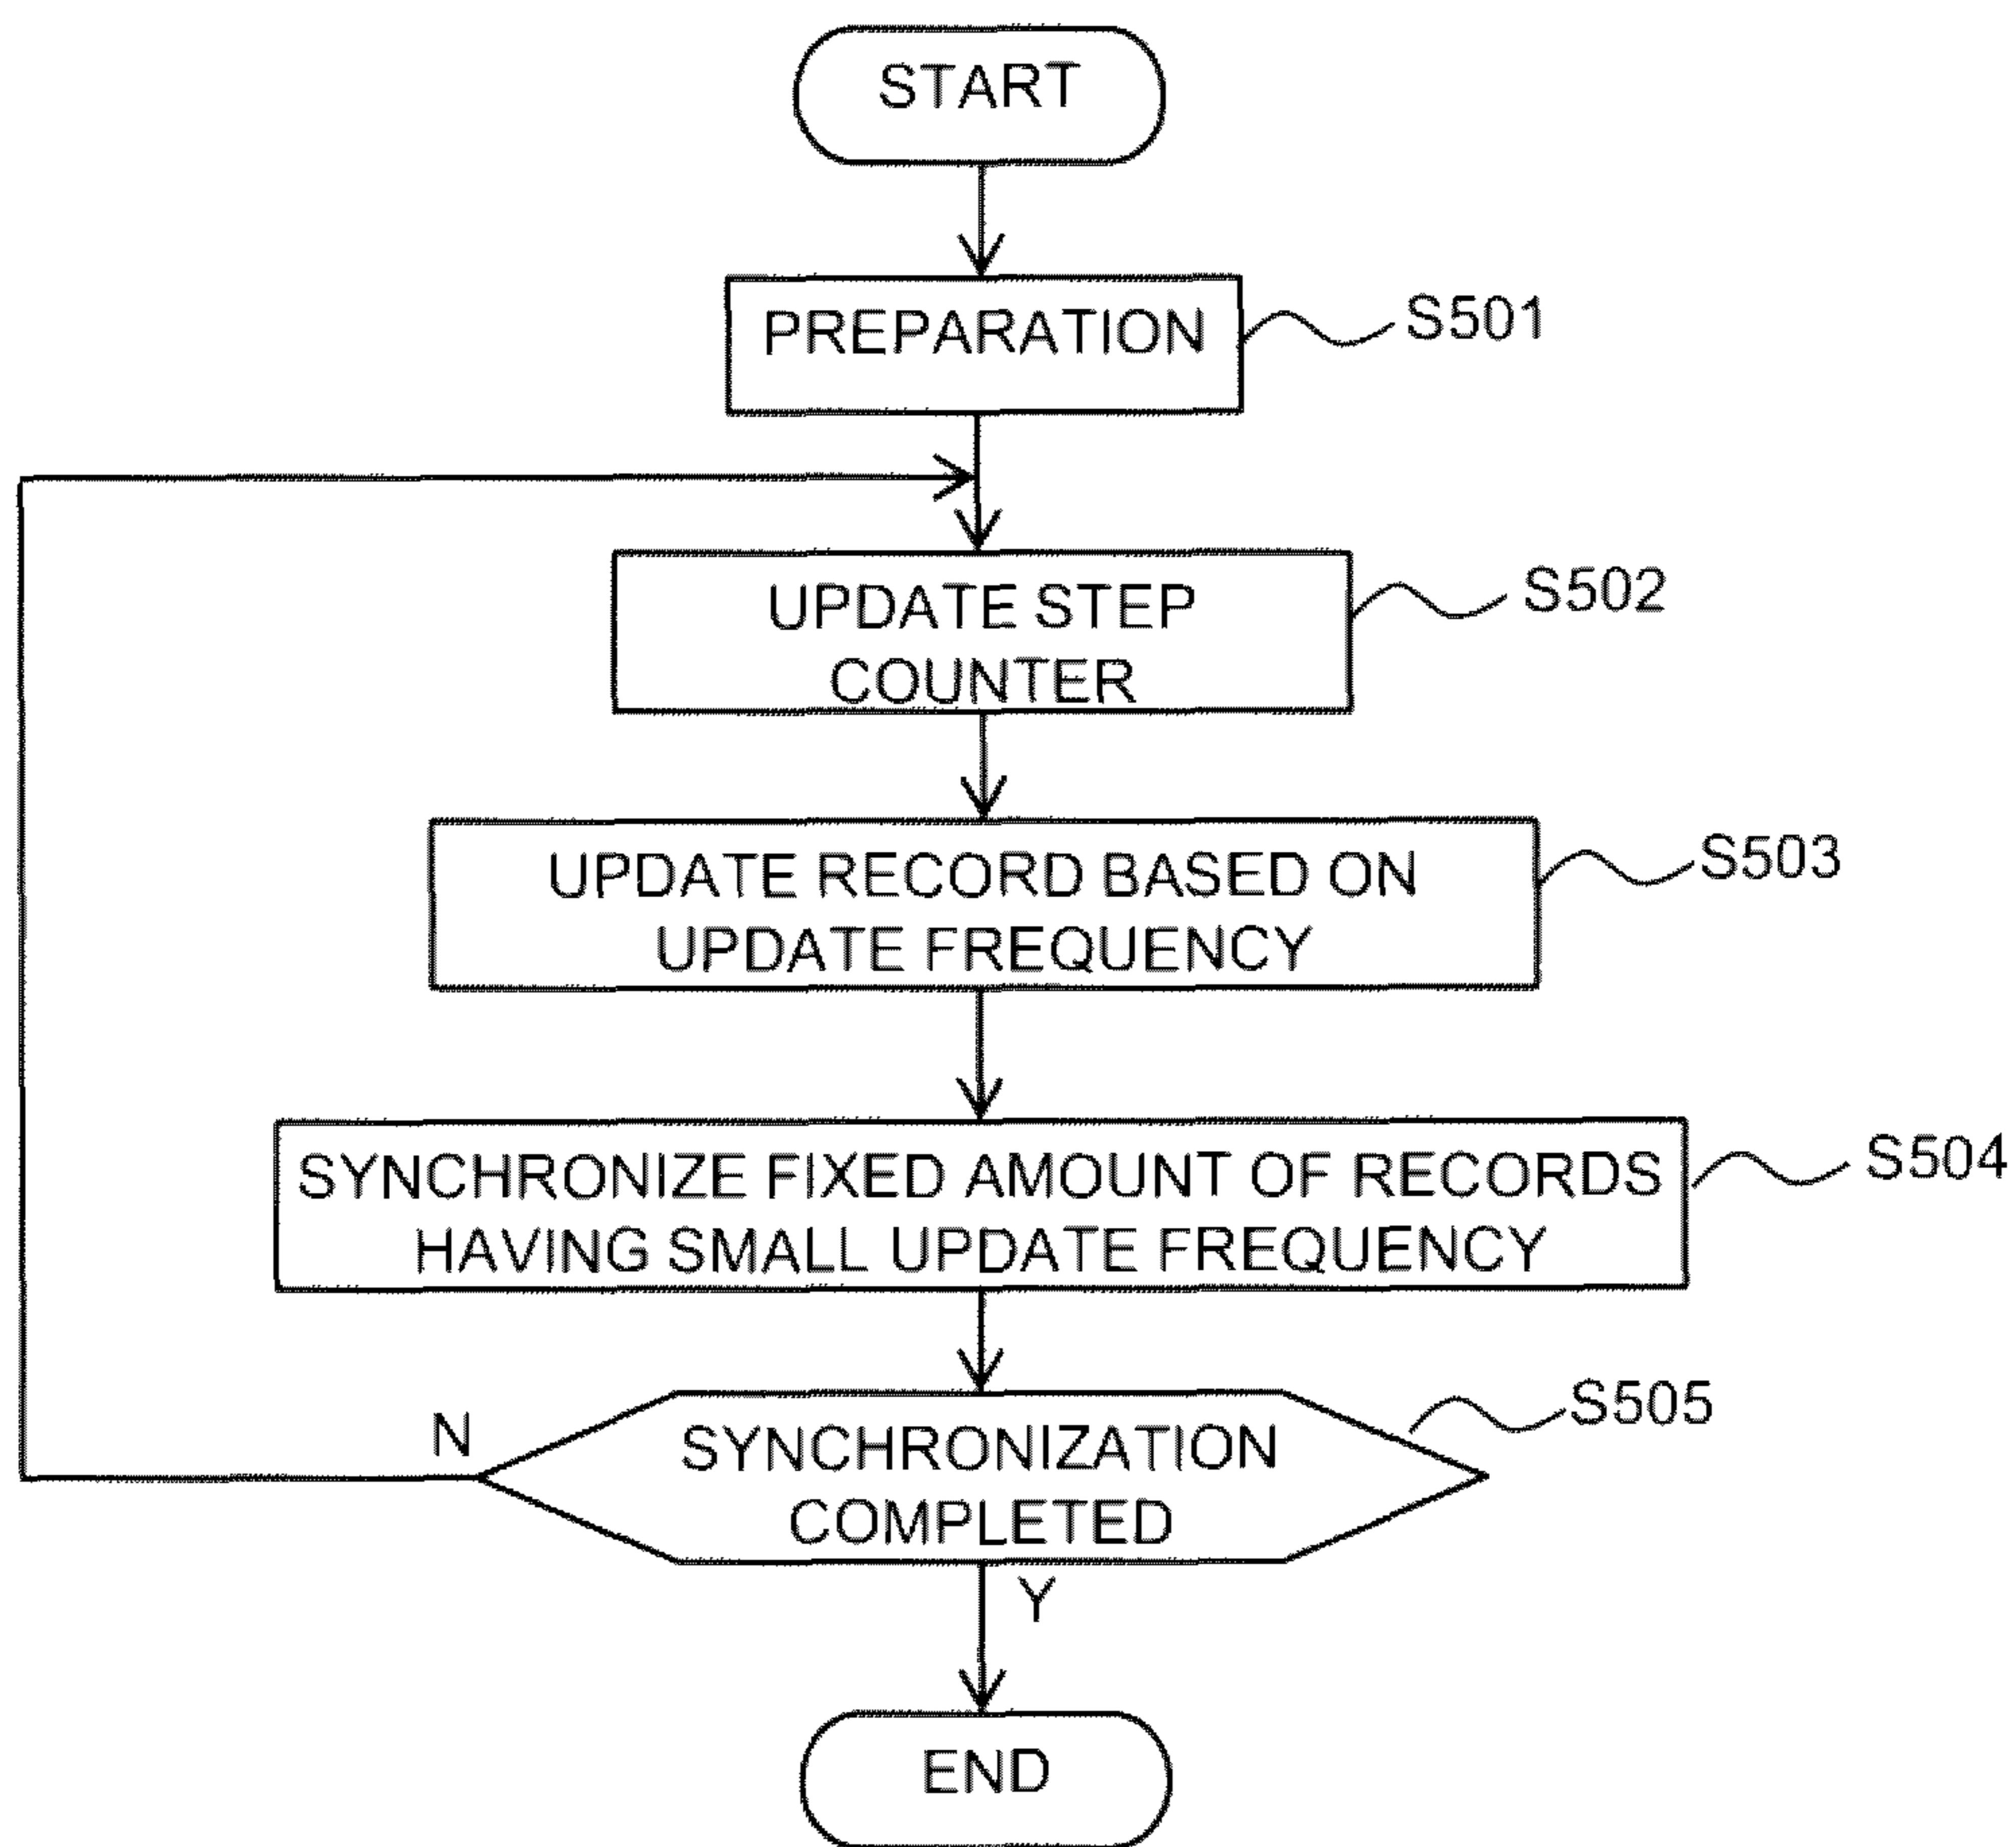 START
PREPARATION
S501
UPDATE STEP
COUNTER
S502
UPDATE RECORD BASED ON
UPDATE FREQUENCY
S503
SYNCHRONIZE FIXED AMOUNT OF RECORDS
HAVING SMALL UPDATE FREQUENCY
S504
N
SYNCHRONIZATION
COMPLETED
S505
Y
END